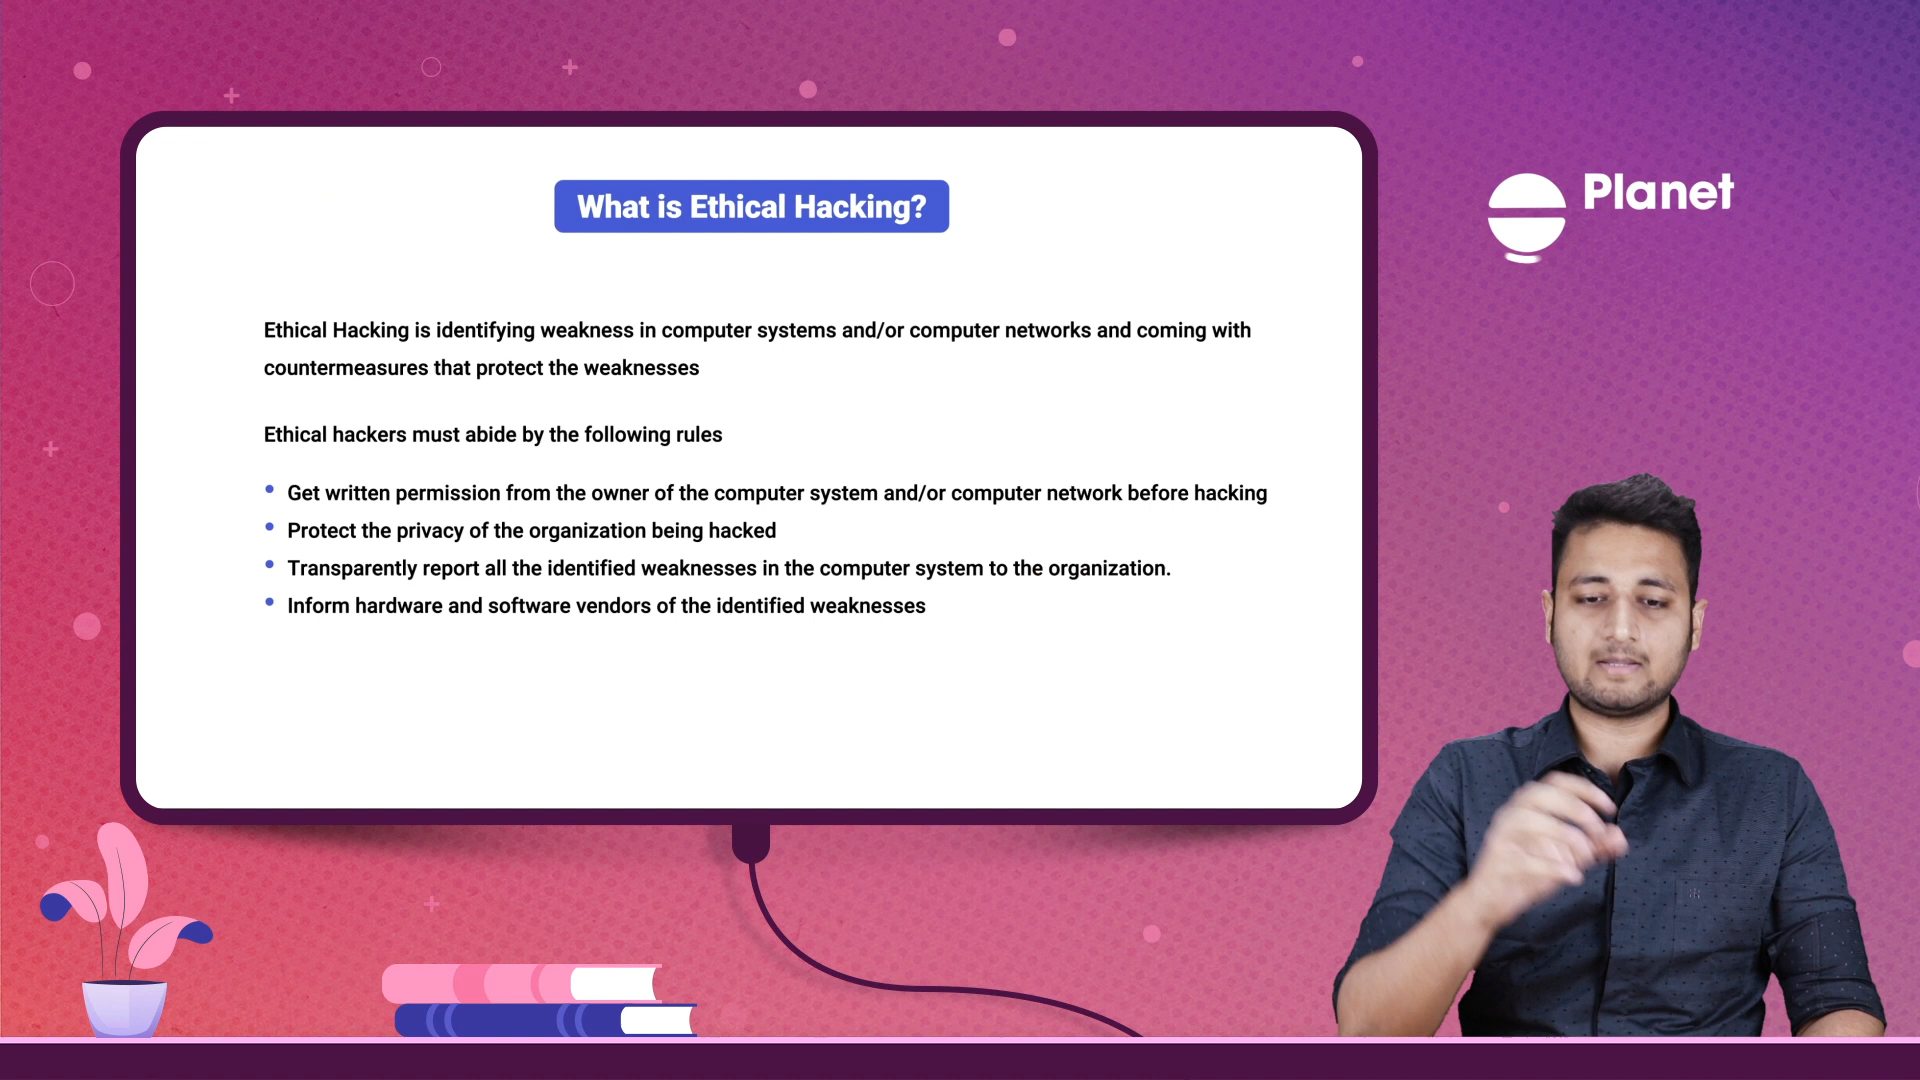 What is Ethical Hacking?
Planet
Ethical Hacking is identifying weakness in computer systems and/or computer networks and coming with
countermeasures that protect the weaknesses
Ethical hackers must abide by the following rules
Get written permission from the owner of the computer system and/or computer network before hacking
Protect the privacy of the organization being hacked
Transparently report all the identified weaknesses in the computer system to the organization.
Inform hardware and software vendors of the identified weaknesses